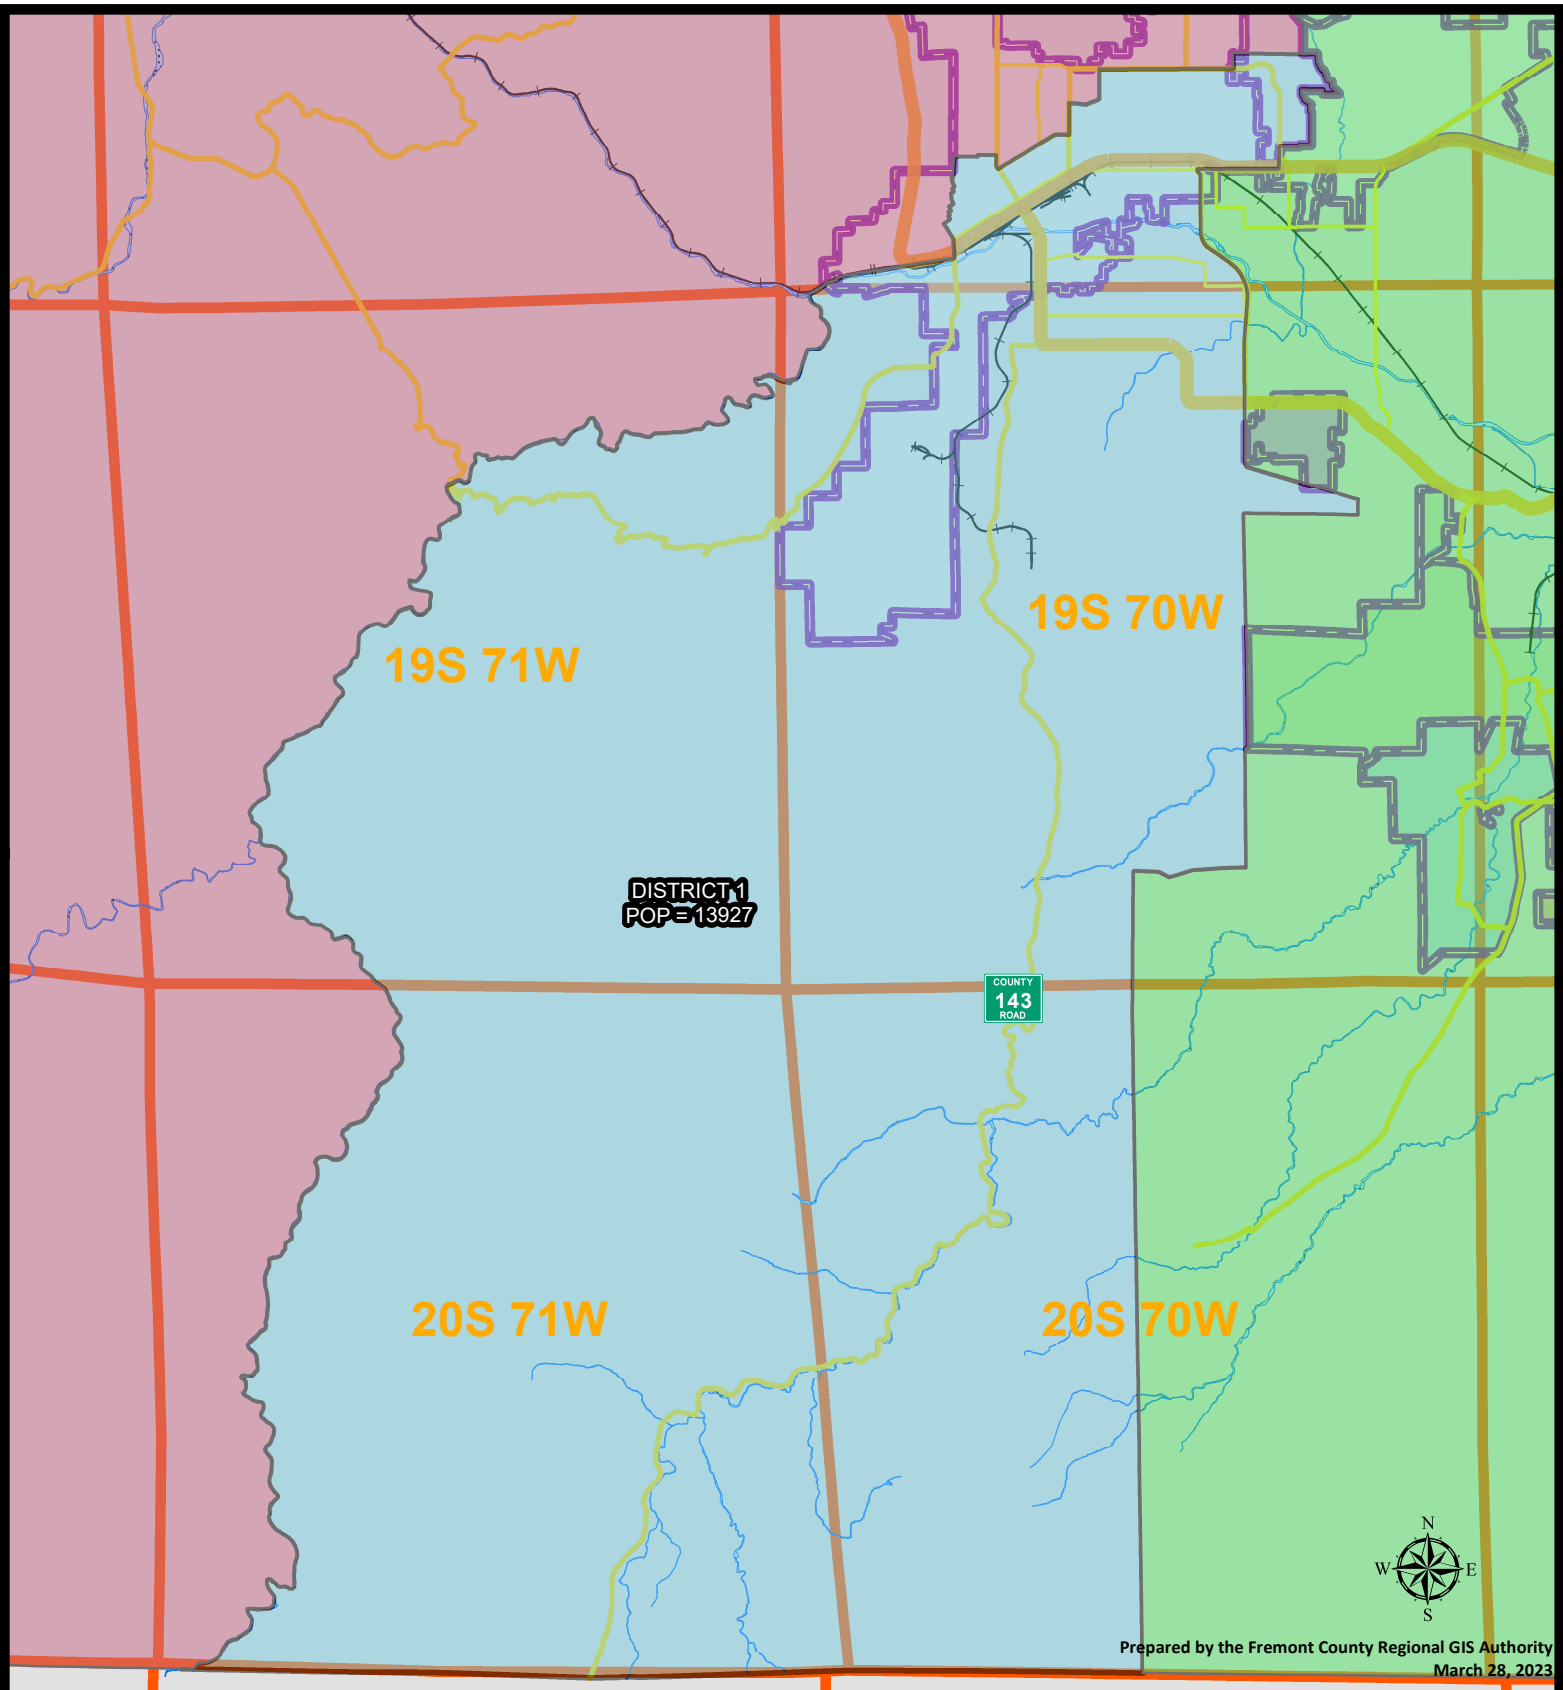 19S 70W
19S 71W
DISTRICT 1
POP = 13927
COUNTY
143
ROAD
20S 71W
20S 70W
N
W E
S
Prepared by the Fremont County Regional GIS Authority
March 28, 2023